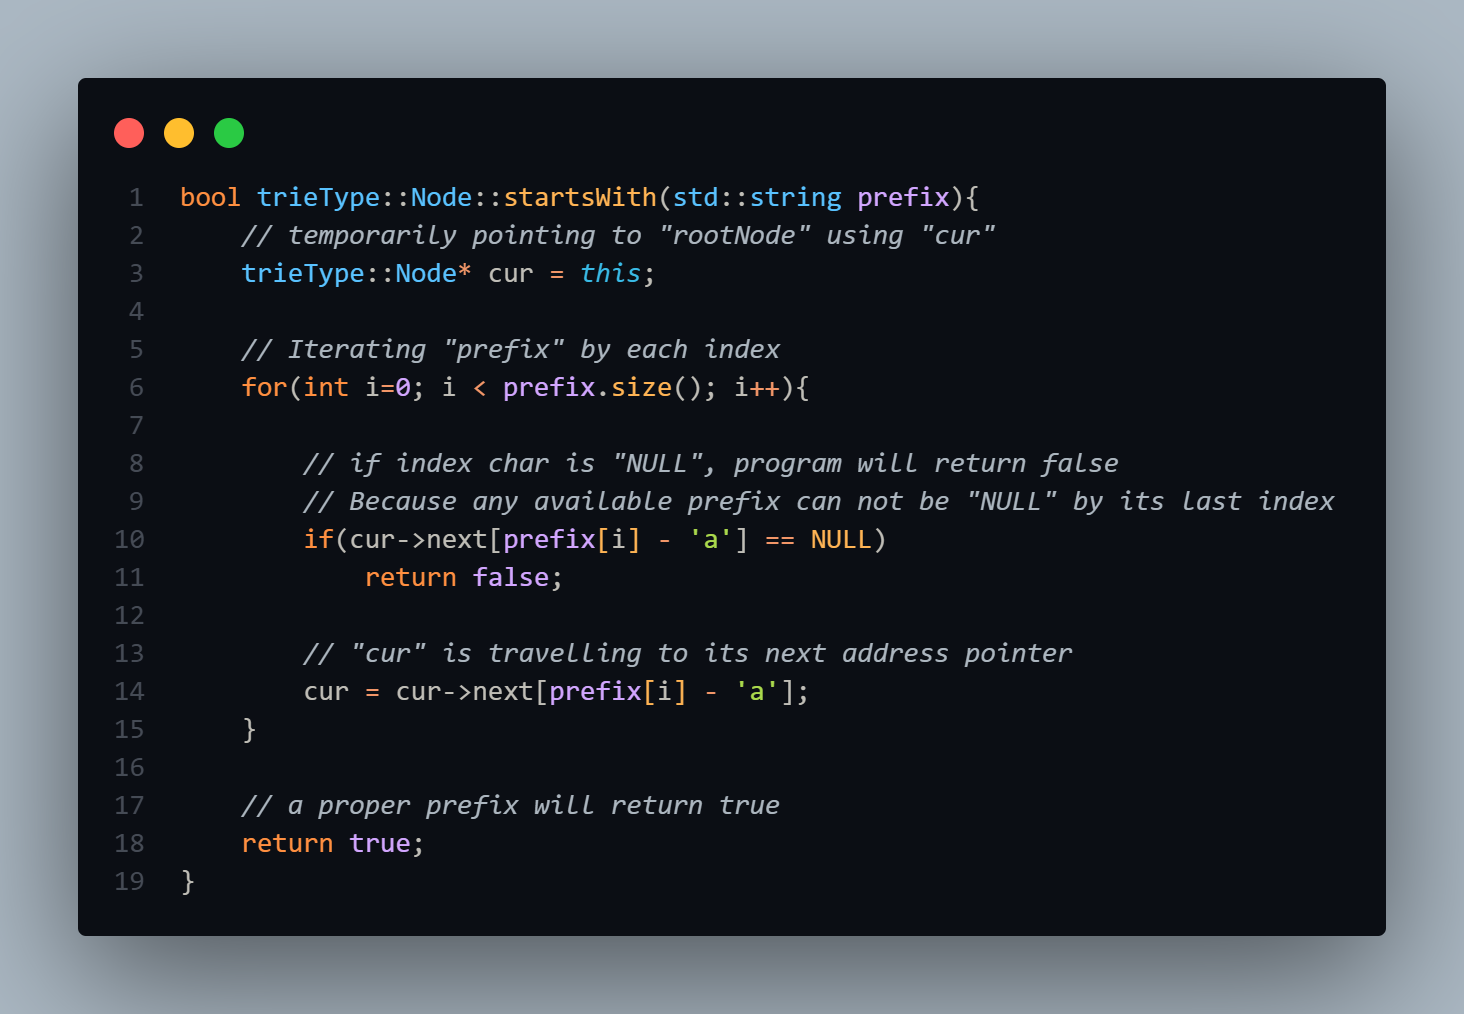 1 bool trieType::Node::startsWith(std::string prefix){
2     // temporarily pointing to "rootNode" using "cur"
3     trieType::Node* cur = this;
4
5     // Iterating "prefix" by each index
6     for(int i=0; i < prefix.size(); i++){
7
8         // if index char is "NULL", program will return false
9         // Because any available prefix can not be "NULL" by its last index
10         if(cur->next[prefix[i] - 'a'] == NULL)
11             return false;
12
13         // "cur" is travelling to its next address pointer
14         cur = cur->next[prefix[i] - 'a'];
15     }
16
17     // a proper prefix will return true
18     return true;
19 }